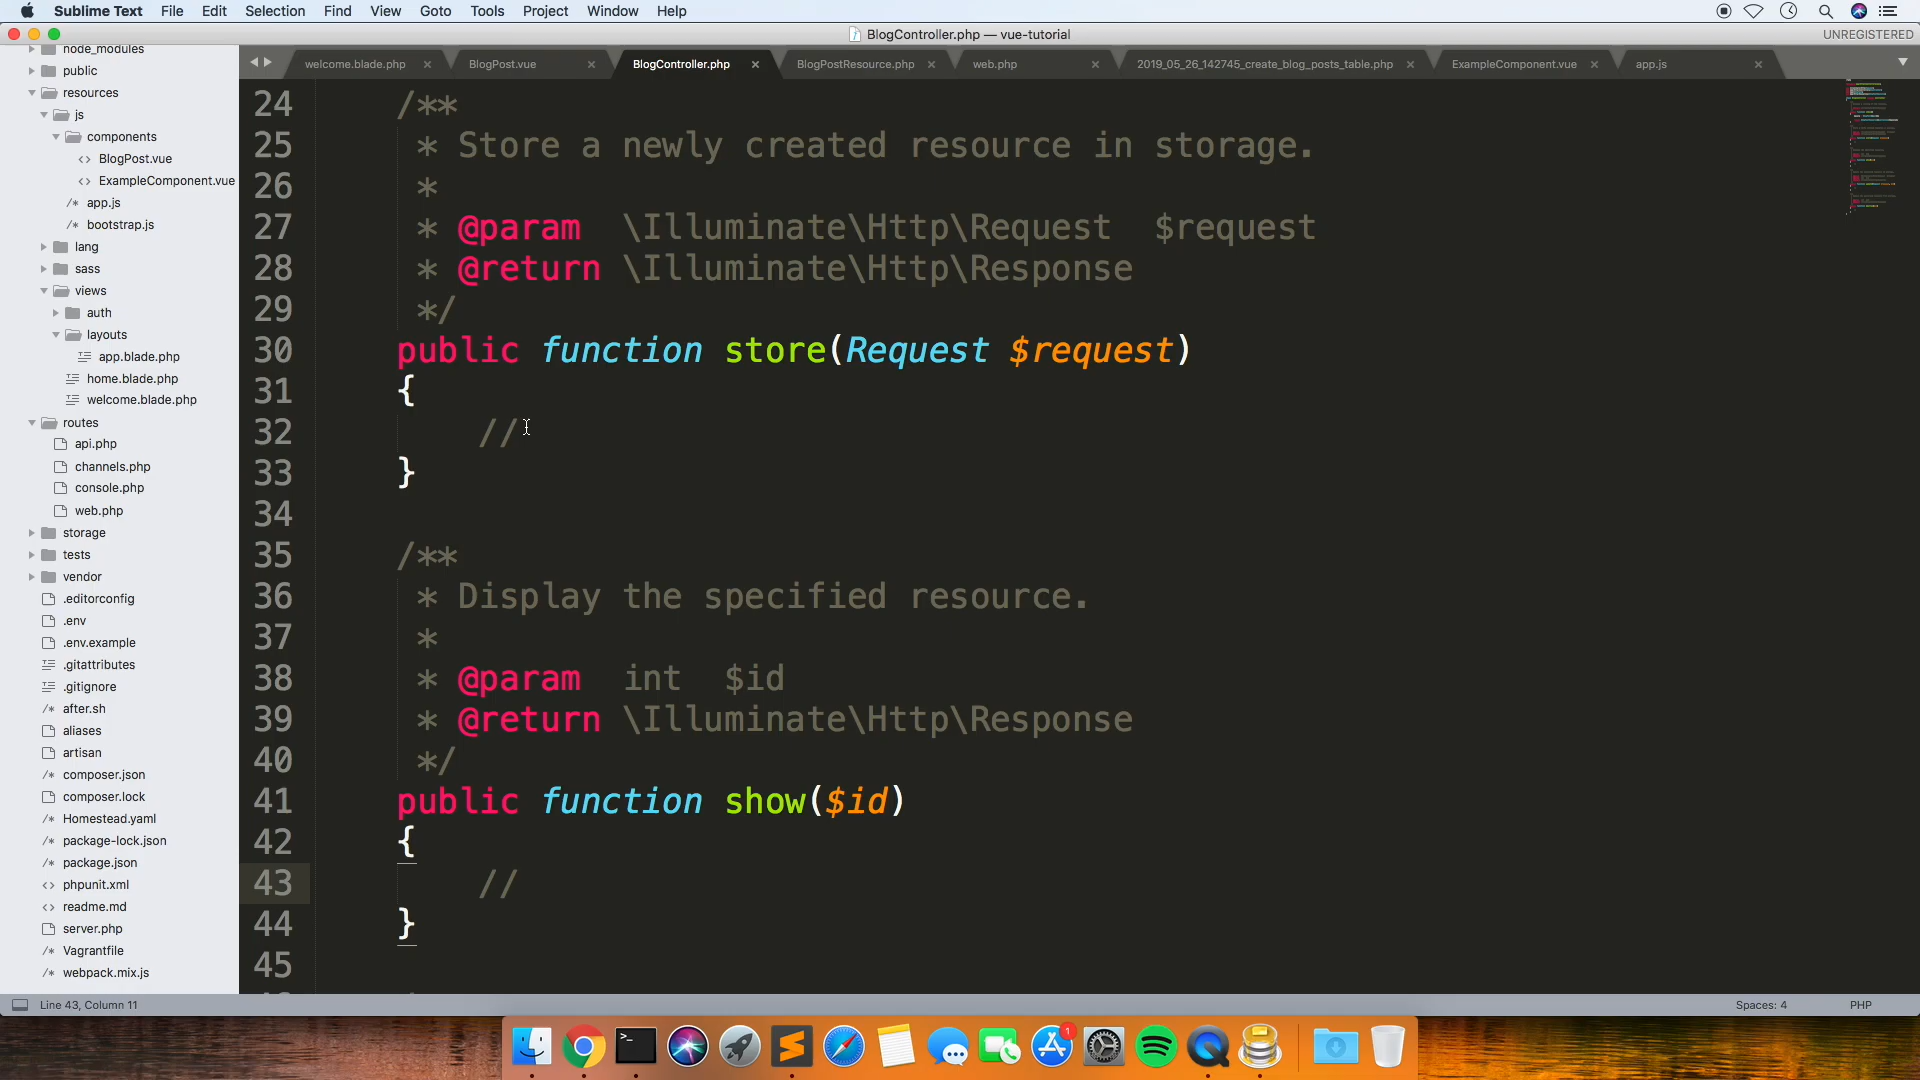 Sublime Text File Edit Selection Find View Goto Tools Project Window Help
BlogController.php — vue-tutorial
UNREGISTERED
welcome.blade.php × BlogPost.vue × BlogController.php × BlogPostResource.php × web.php × 2019_05_26_142745_create_blog_posts_table.php × ExampleComponent.vue × app.js ×
node_modules
public
resources
js
components
<> BlogPost.vue
<> ExampleComponent.vue
/* app.js
/* bootstrap.js
lang
sass
views
auth
layouts
app.blade.php
home.blade.php
welcome.blade.php
routes
api.php
channels.php
console.php
web.php
storage
tests
vendor
.editorconfig
.env
.env.example
.gitattributes
.gitignore
/* after.sh
aliases
artisan
/* composer.json
composer.lock
Homestead.yaml
/* package-lock.json
/* package.json
<> phpunit.xml
<> readme.md
server.php
/* Vagrantfile
/* webpack.mix.js
24 /**
25 * Store a newly created resource in storage.
26 *
27 * @param \Illuminate\Http\Request $request
28 * @return \Illuminate\Http\Response
29 */
30 public function store(Request $request)
31 {
32 //
33 }
34
35 /**
36 * Display the specified resource.
37 *
38 * @param int $id
39 * @return \Illuminate\Http\Response
40 */
41 public function show($id)
42 {
43 //
44 }
45
Line 43, Column 11
Spaces: 4
PHP
1